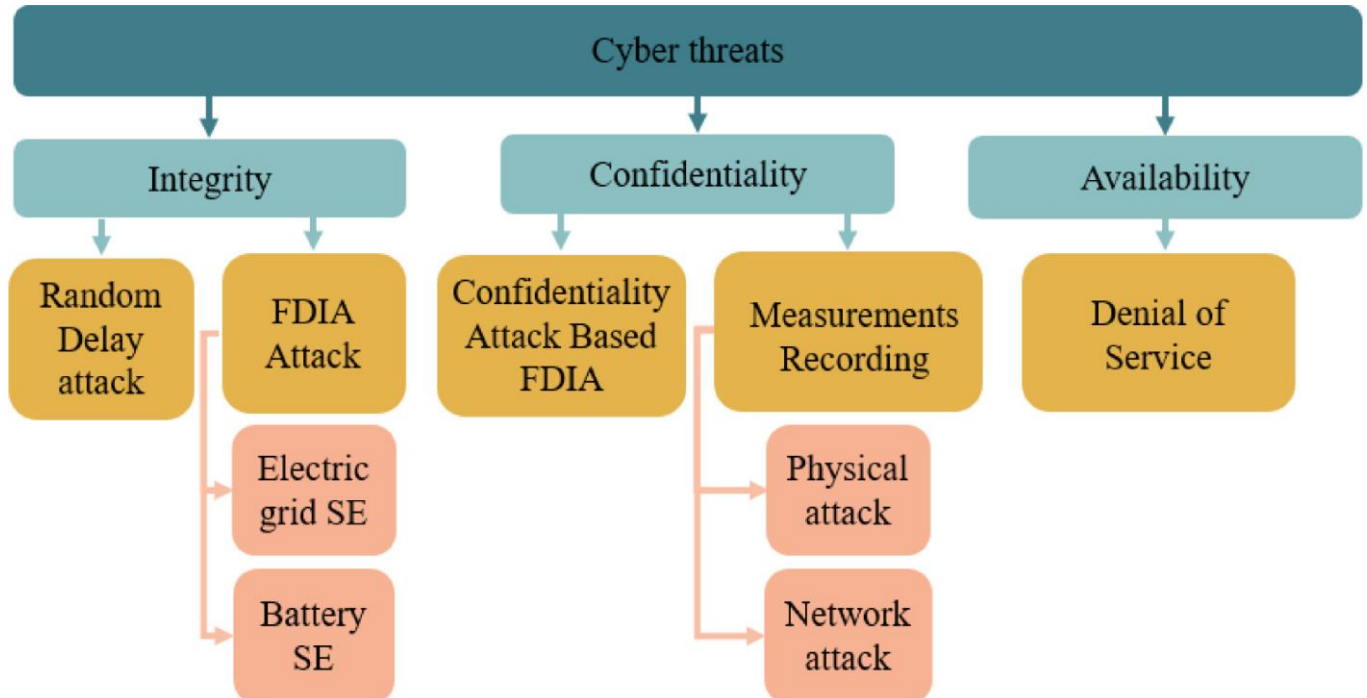 Cyber threats
Integrity
Confidentiality
Availability
Random
Delay
attack
FDIA
Attack
Confidentiality
Attack Based
FDIA
Measurements
Recording
Denial of
Service
Electric
grid SE
Physical
attack
Battery
SE
Network
attack